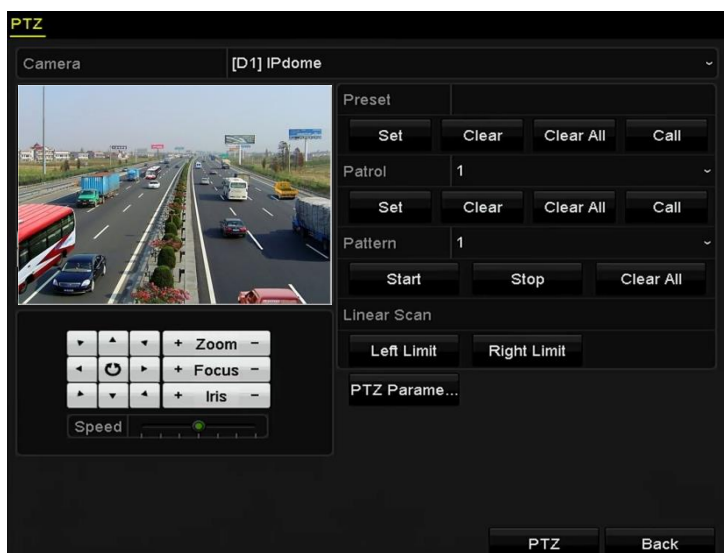 PTZ
Camera [D1] IPdome
Preset
Set Clear Clear All Call
Patrol 1
Set Clear Clear All Call
Pattern 1
Start Stop Clear All
Linear Scan
Left Limit Right Limit
PTZ Parame...
+ Zoom -
+ Focus -
+ Iris -
Speed
PTZ Back